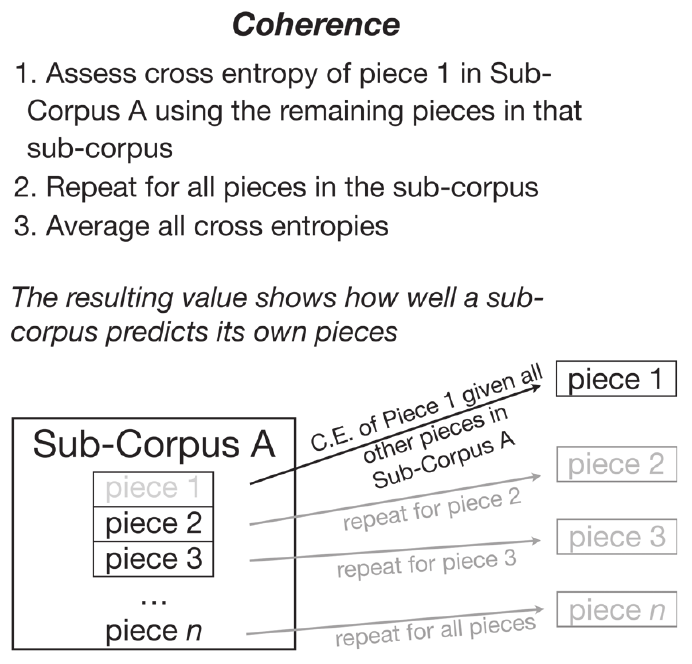 Coherence
1. Assess cross entropy of piece 1 in Sub-
Corpus A using the remaining pieces in that
sub-corpus
2. Repeat for all pieces in the sub-corpus
3. Average all cross entropies
The resulting value shows how well a sub-
corpus predicts its own pieces
Sub-Corpus A
piece 1
piece 2
piece 3
...
piece n
C.E. of Piece 1 given all
other pieces in
Sub-Corpus A
repeat for piece 2
repeat for piece 3
repeat for all pieces
piece 1
piece 2
piece 3
piece n